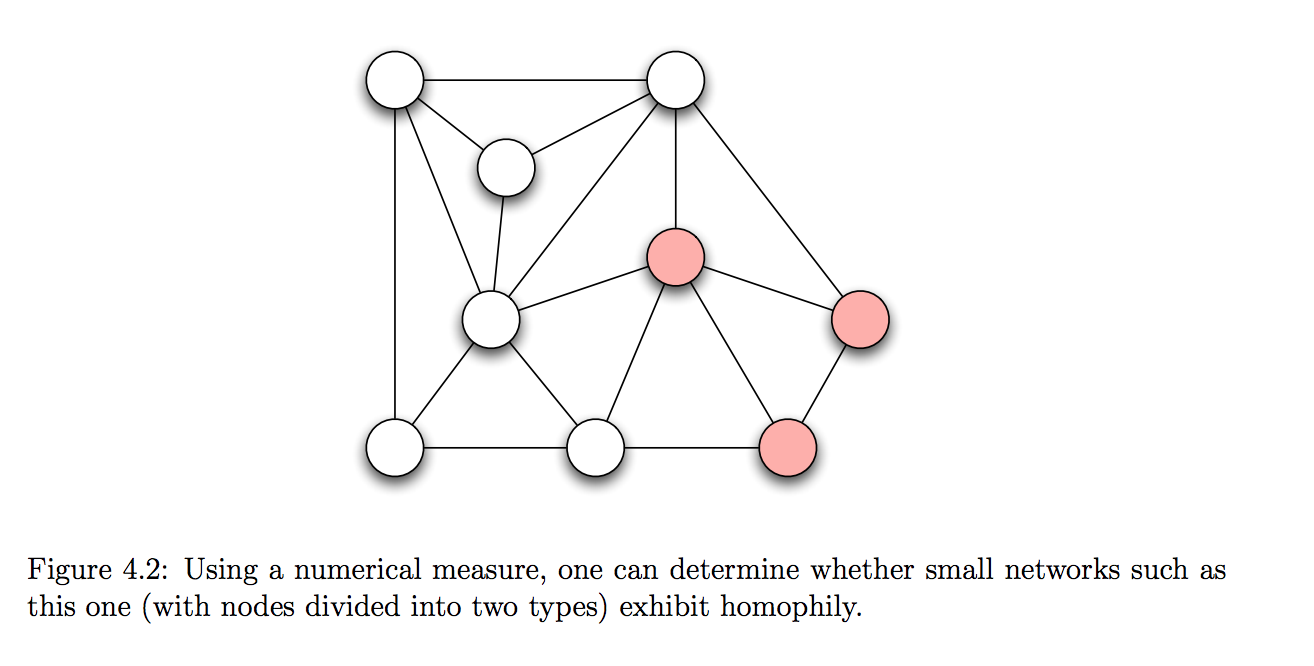 Figure 4.2: Using a numerical measure, one can determine whether small networks such as
this one (with nodes divided into two types) exhibit homophily.